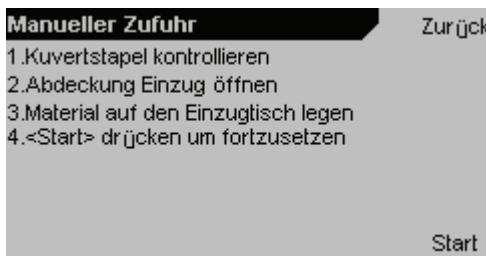 Manueller Zufuhr
Zurück
1.Kuvertstapel kontrollieren
2.Abdeckung Einzug öffnen
3.Material auf den Einzugtisch legen
4.<Start> drücken um fortzusetzen
Start